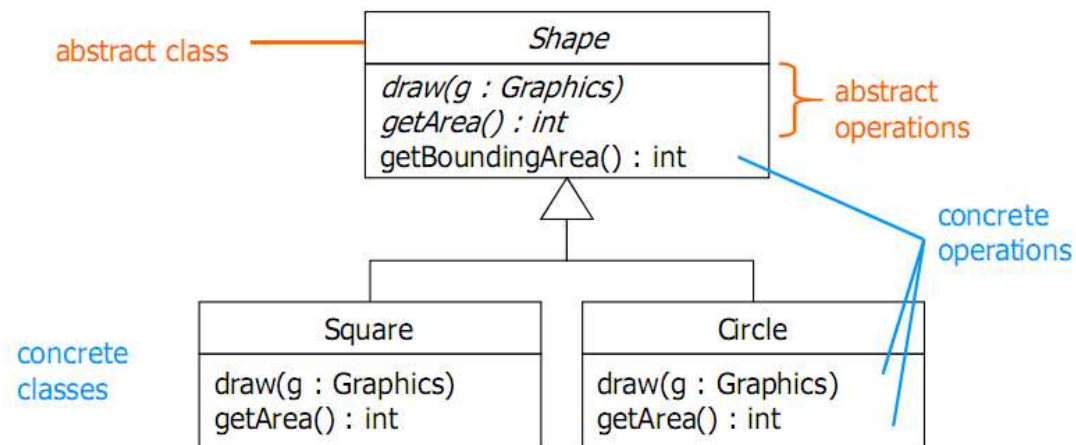 abstract class
Shape
draw(g : Graphics)
getArea() : int
getBoundingArea() : int
abstract
operations
concrete
operations
concrete
classes
Square
draw(g : Graphics)
getArea() : int
Circle
draw(g : Graphics)
getArea() : int